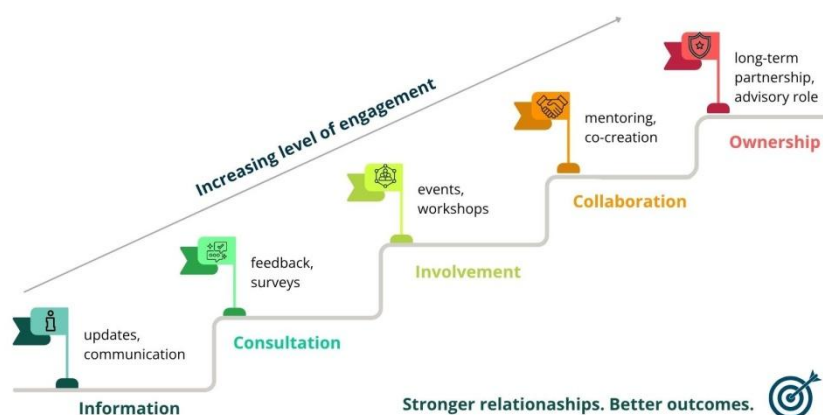 Increasing level of engagement
updates,
communication
Information
feedback,
surveys
Consultation
events,
workshops
Involvement
mentoring,
co-creation
Collaboration
long-term
partnership,
advisory role
Ownership
Stronger relationships. Better outcomes.